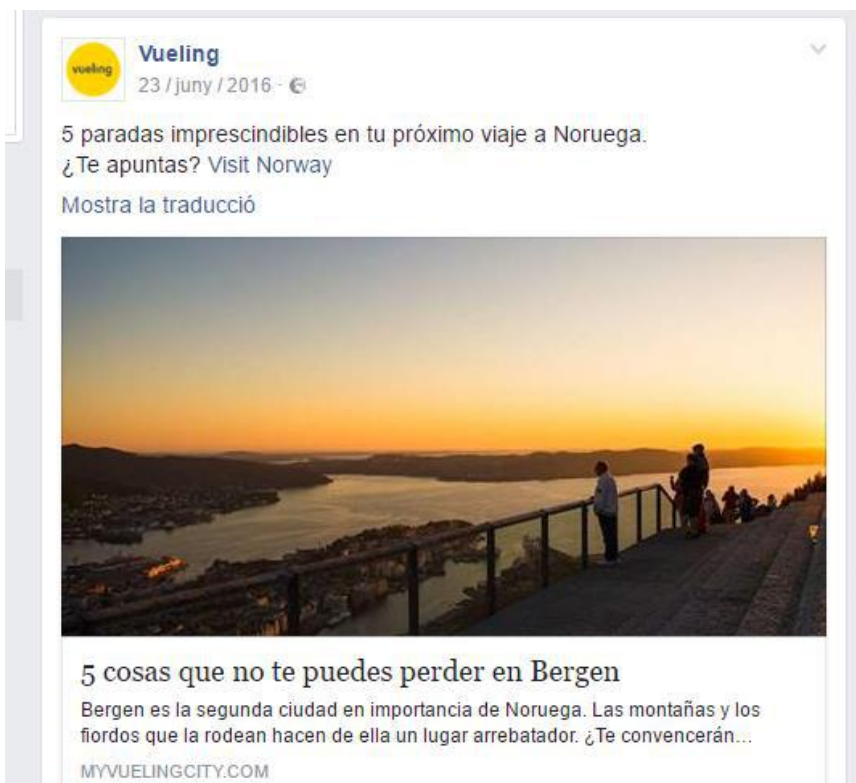 vueling
Vueling
23 / juny / 2016 ·
5 paradas imprescindibles en tu próximo viaje a Noruega.
¿Te apuntas? Visit Norway
Mostra la traducció
5 cosas que no te puedes perder en Bergen
Bergen es la segunda ciudad en importancia de Noruega. Las montañas y los
fiordos que la rodean hacen de ella un lugar arrebatador. ¿Te convencerán...
MYVUELINGCITY.COM